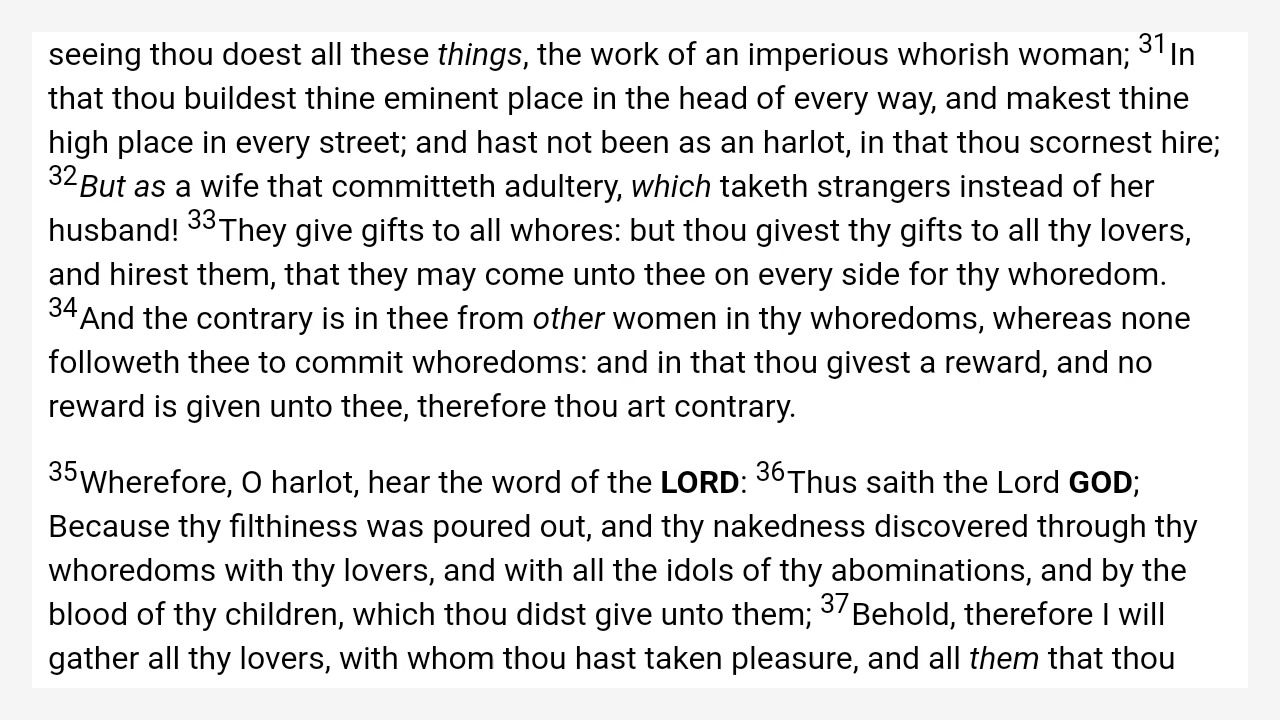 seeing thou doest all these things, the work of an imperious whorish woman; 31In
that thou buildest thine eminent place in the head of every way, and makest thine
high place in every street; and hast not been as an harlot, in that thou scornest hire;
32But as a wife that committeth adultery, which taketh strangers instead of her
husband! 33They give gifts to all whores: but thou givest thy gifts to all thy lovers,
and hirest them, that they may come unto thee on every side for thy whoredom.
34And the contrary is in thee from other women in thy whoredoms, whereas none
followeth thee to commit whoredoms: and in that thou givest a reward, and no
reward is given unto thee, therefore thou art contrary.
35Wherefore, O harlot, hear the word of the LORD: 36Thus saith the Lord GOD;
Because thy filthiness was poured out, and thy nakedness discovered through thy
whoredoms with thy lovers, and with all the idols of thy abominations, and by the
blood of thy children, which thou didst give unto them; 37Behold, therefore I will
gather all thy lovers, with whom thou hast taken pleasure, and all them that thou